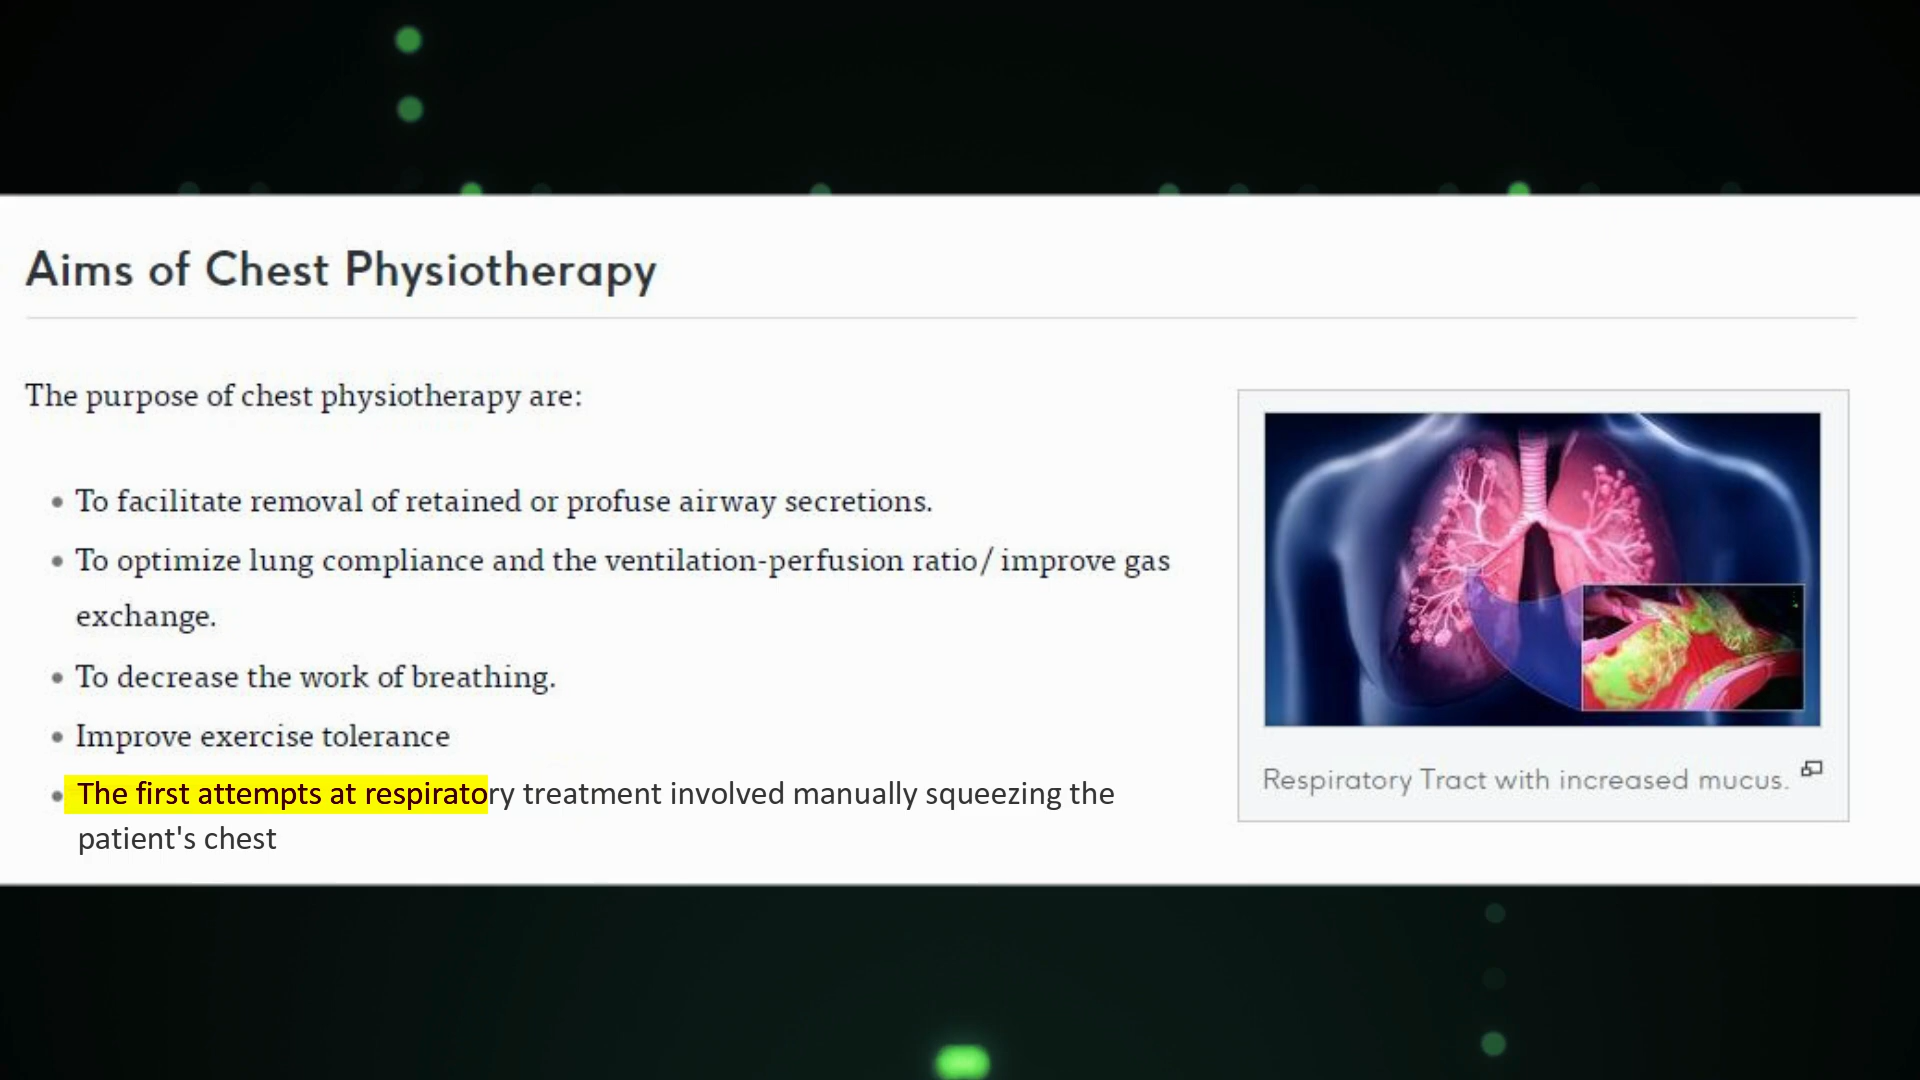 Aims of Chest Physiotherapy
The purpose of chest physiotherapy are:
• To facilitate removal of retained or profuse airway secretions.
• To optimize lung compliance and the ventilation-perfusion ratio/ improve gas
exchange.
• To decrease the work of breathing.
• Improve exercise tolerance
• The first attempts at respiratory treatment involved manually squeezing the
patient's chest
Respiratory Tract with increased mucus.